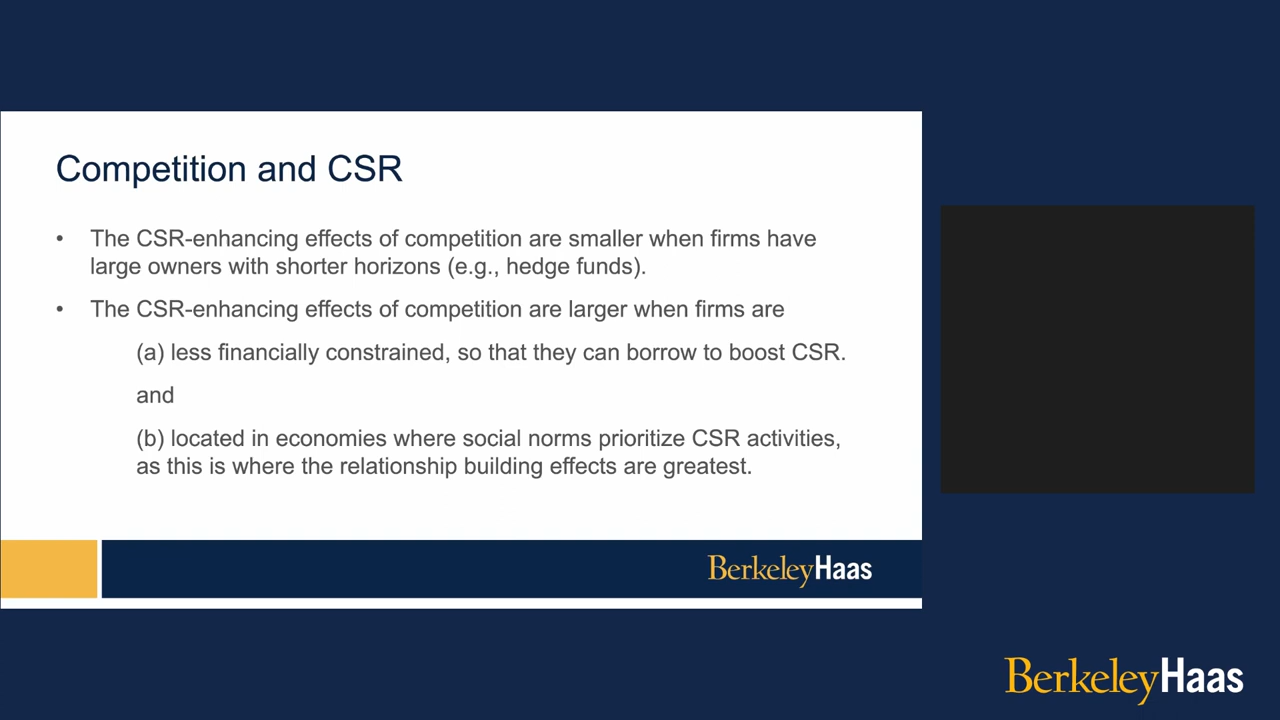 Competition and CSR
• The CSR-enhancing effects of competition are smaller when firms have
large owners with shorter horizons (e.g., hedge funds).
• The CSR-enhancing effects of competition are larger when firms are
(a) less financially constrained, so that they can borrow to boost CSR.
and
(b) located in economies where social norms prioritize CSR activities,
as this is where the relationship building effects are greatest.
BerkeleyHaas
BerkeleyHaas